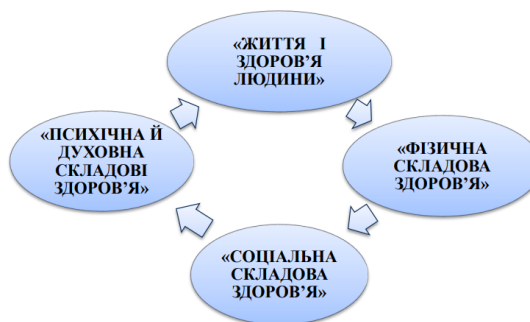 «ЖИТТЯ І
ЗДОРОВ’Я
ЛЮДИНИ»
«ПСИХІЧНА Й
ДУХОВНА
СКЛАДОВІ
ЗДОРОВ’Я»
«ФІЗИЧНА
СКЛАДОВА
ЗДОРОВ’Я»
«СОЦІАЛЬНА
СКЛАДОВА
ЗДОРОВ’Я»